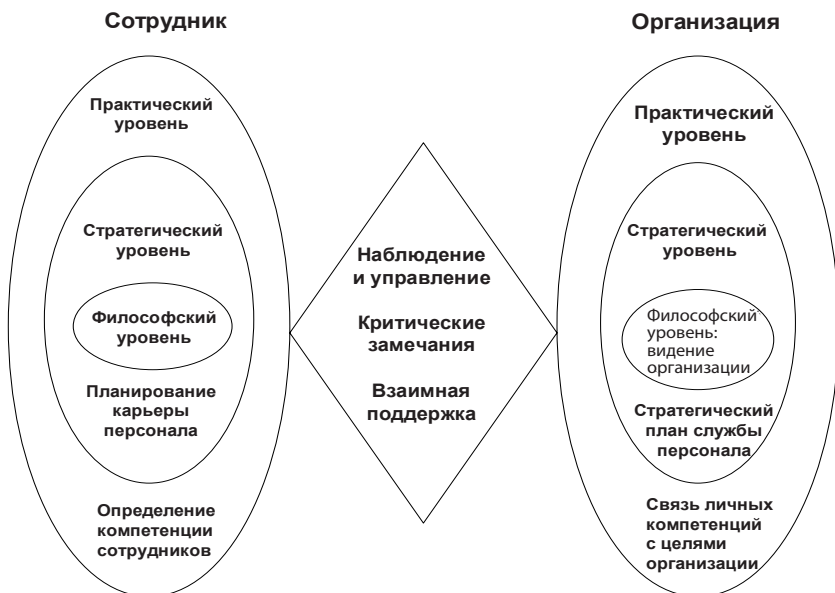 Сотрудник
Практический
уровень
Стратегический
уровень
Философский
уровень
Планирование
карьеры
персонала
Определение
компетенции
сотрудников
Наблюдение
и управление
Критические
замечания
Взаимная
поддержка
Организация
Практический
уровень
Стратегический
уровень
Философский
уровень:
видение
организации
Стратегический
план службы
персонала
Связь личных
компетенций
с целями
организации